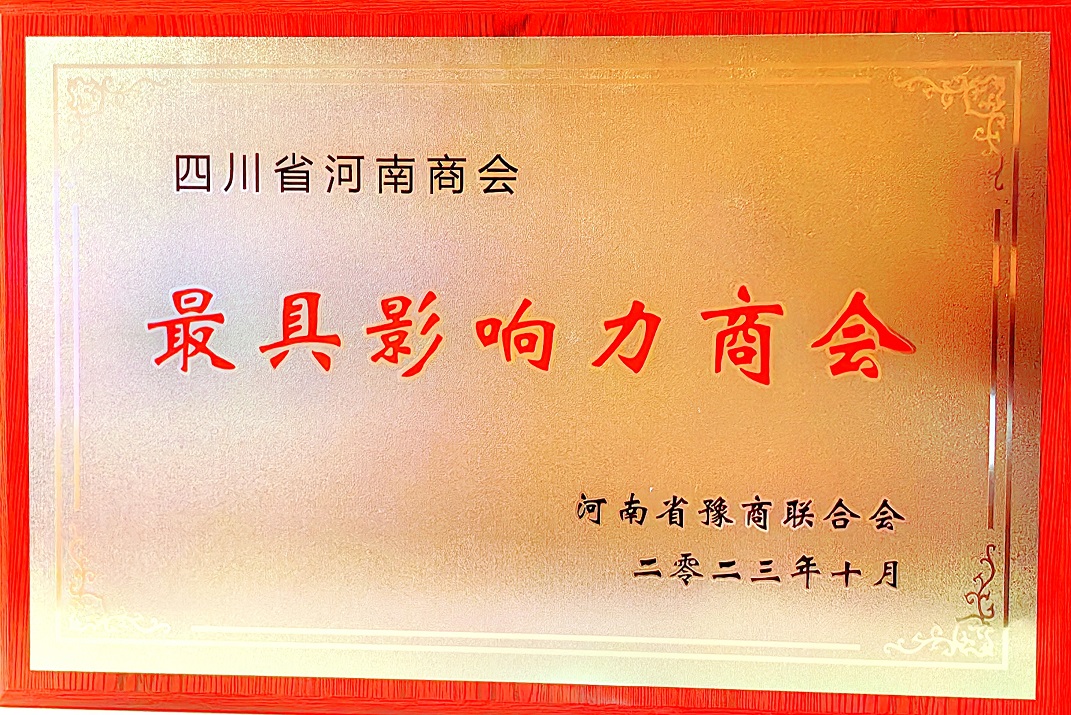 四川省河南商会
最具影响力商会
河南省豫商联合会
二零二三年十月